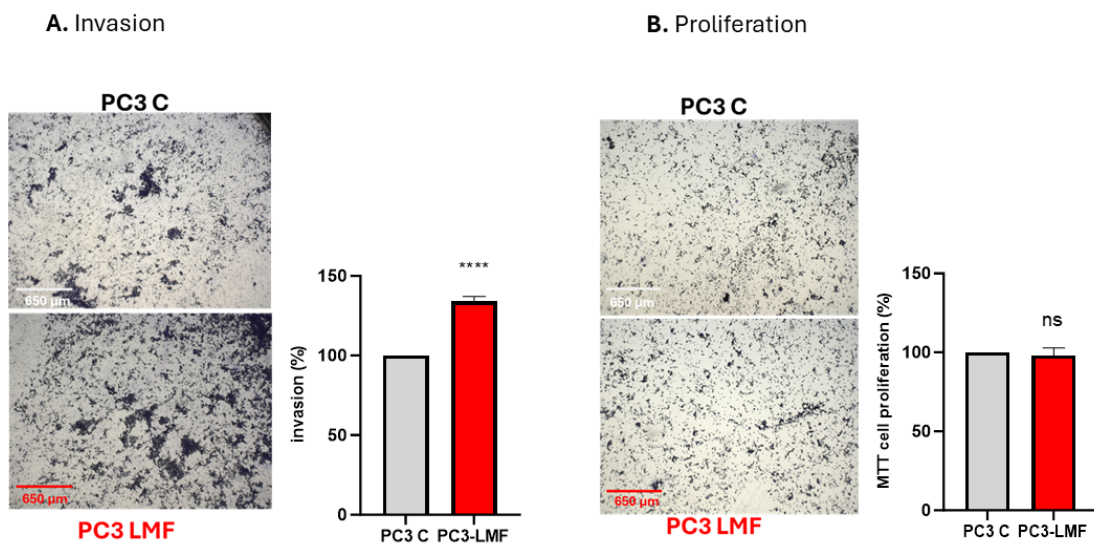 A. Invasion
PC3 C
650 µm
650 µm
PC3 LMF
****
150
100
50
0
invasion (%)
PC3 C PC3-LMF
B. Proliferation
PC3 C
650 µm
650 µm
PC3 LMF
ns
150
100
50
0
MTT cell proliferation (%)
PC3 C PC3-LMF